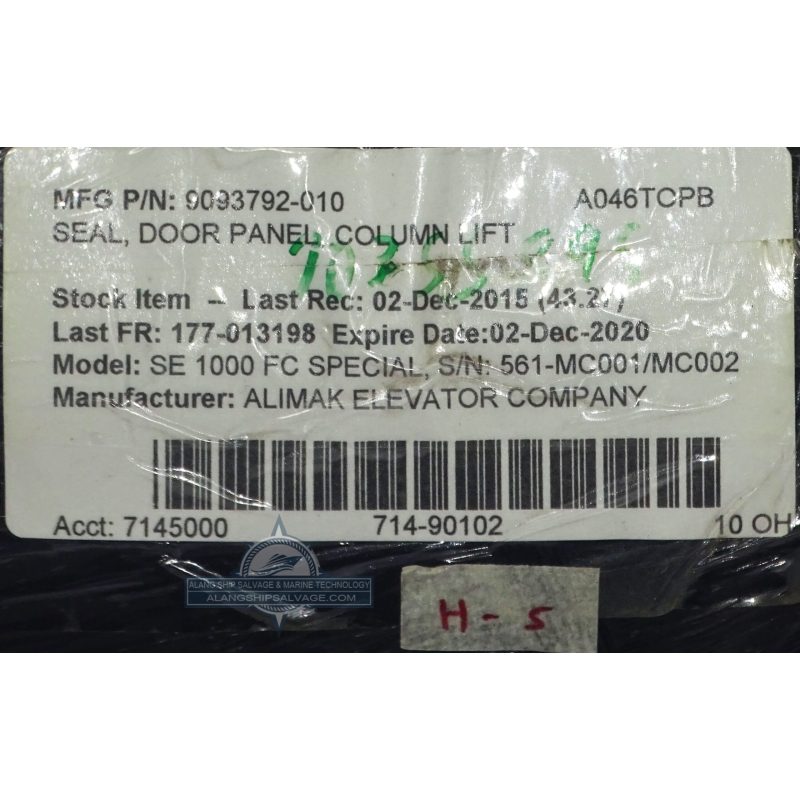 MFG P/N: 9093792-010 A046TCPB
SEAL, DOOR PANEL, COLUMN LIFT
Stock Item -- Last Rec: 02-Dec-2015 (43.27)
Last FR: 177-013198 Expire Date:02-Dec-2020
Model: SE 1000 FC SPECIAL, S/N: 561-MC001/MC002
Manufacturer: ALIMAK ELEVATOR COMPANY
Acct: 7145000 714-90102 10 OH
ALANG SHIP SALVAGE & MARINE TECHNOLOGY
ALANGSHIPSALVAGE.COM
H-5